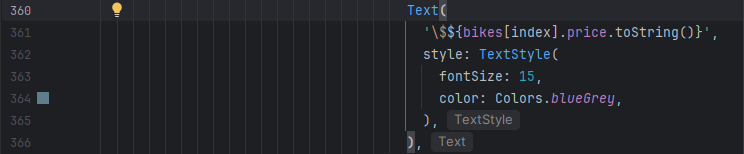 360 Text(
361 '\$${bikes[index].price.toString()}',
362 style: TextStyle(
363 fontSize: 15,
364 color: Colors.blueGrey,
365 ), TextStyle
366 ), Text